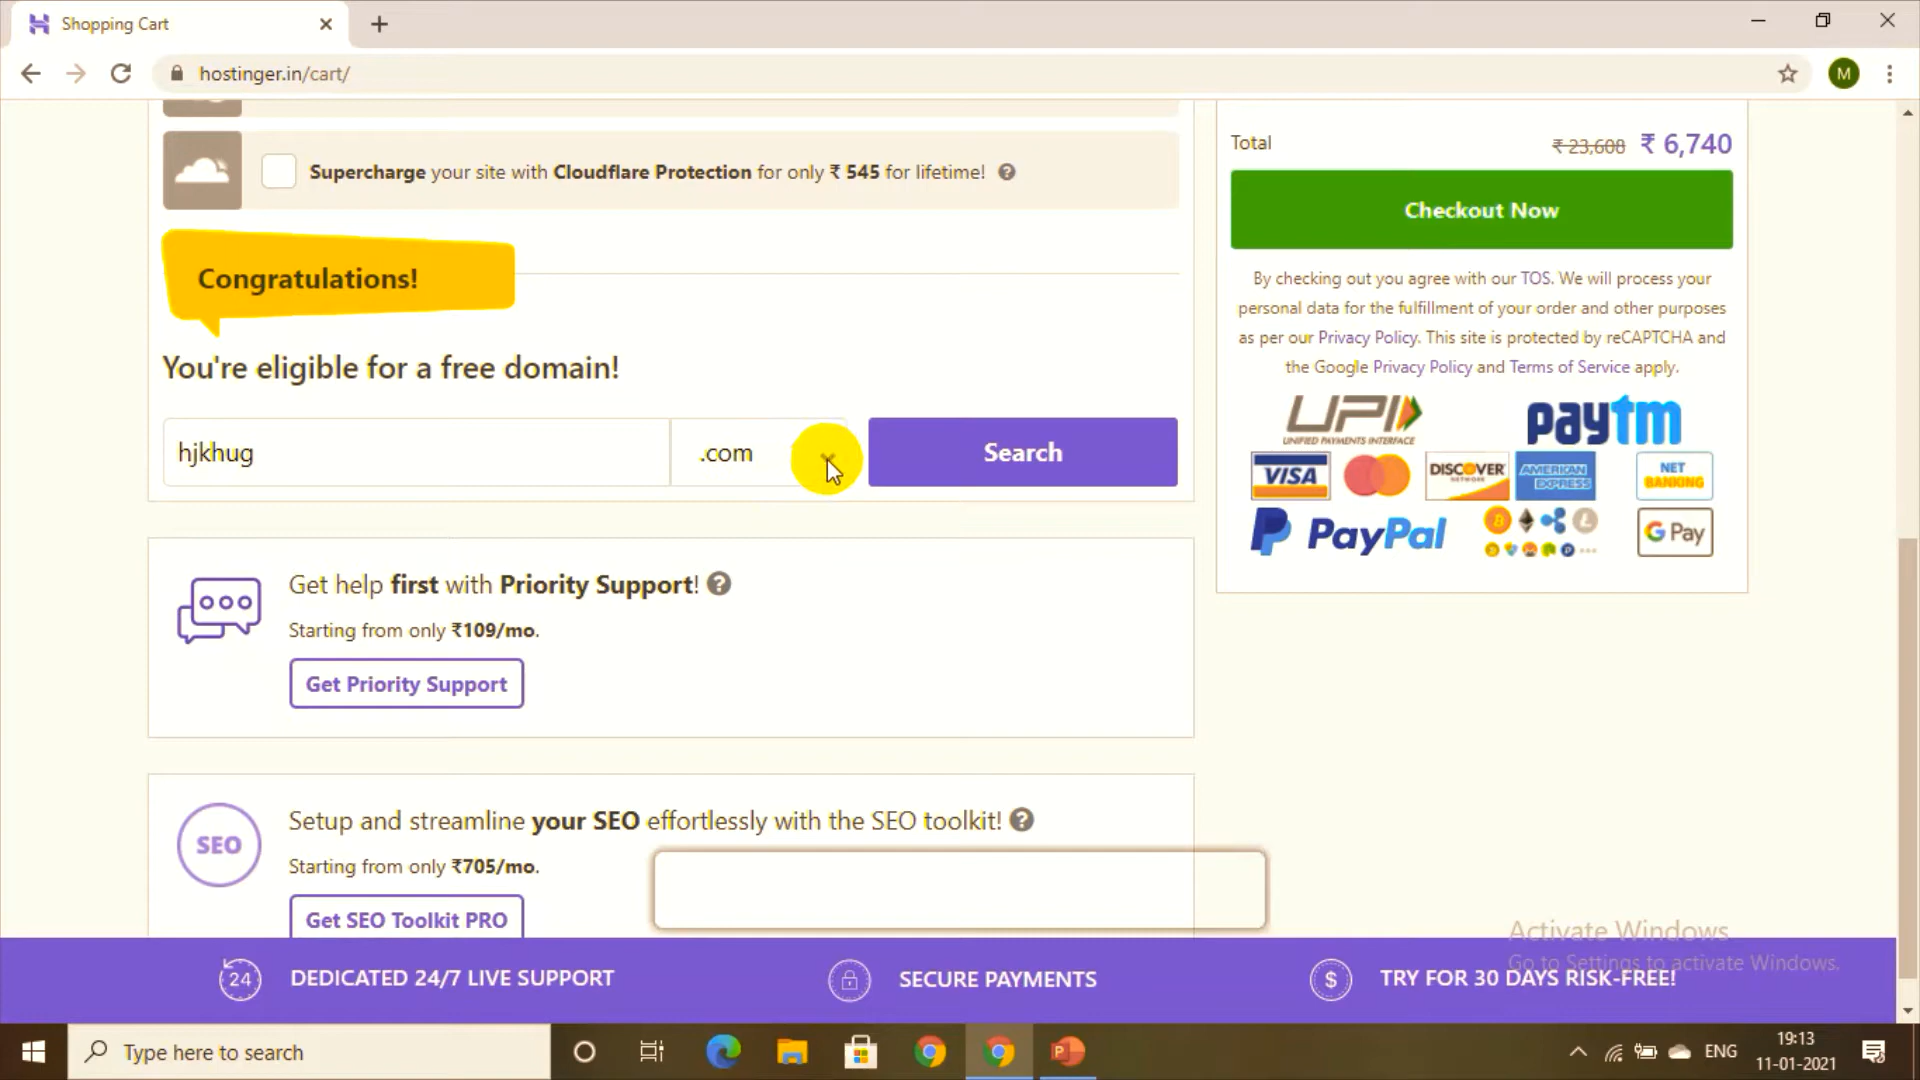 Shopping Cart
hostinger.in/cart/
M
Supercharge your site with Cloudflare Protection for only ₹ 545 for lifetime! ?
Congratulations!
You're eligible for a free domain!
hjkhug
.com
Search
Get help first with Priority Support! ?
Starting from only ₹109/mo.
Get Priority Support
SEO
Setup and streamline your SEO effortlessly with the SEO toolkit! ?
Starting from only ₹705/mo.
Get SEO Toolkit PRO
Total ₹ 23,608 ₹ 6,740
Checkout Now
By checking out you agree with our TOS. We will process your
personal data for the fulfillment of your order and other purposes
as per our Privacy Policy. This site is protected by reCAPTCHA and
the Google Privacy Policy and Terms of Service apply.
UPI
UNIFIED PAYMENTS INTERFACE
paytm
VISA
DISCOVER
NETWORK
AMERICAN
EXPRESS
NET
BANKING
PayPal
G Pay
Activate Windows
Go to Settings to activate Windows.
24 DEDICATED 24/7 LIVE SUPPORT
SECURE PAYMENTS
$ TRY FOR 30 DAYS RISK-FREE!
Type here to search
P
ENG
19:13
11-01-2021